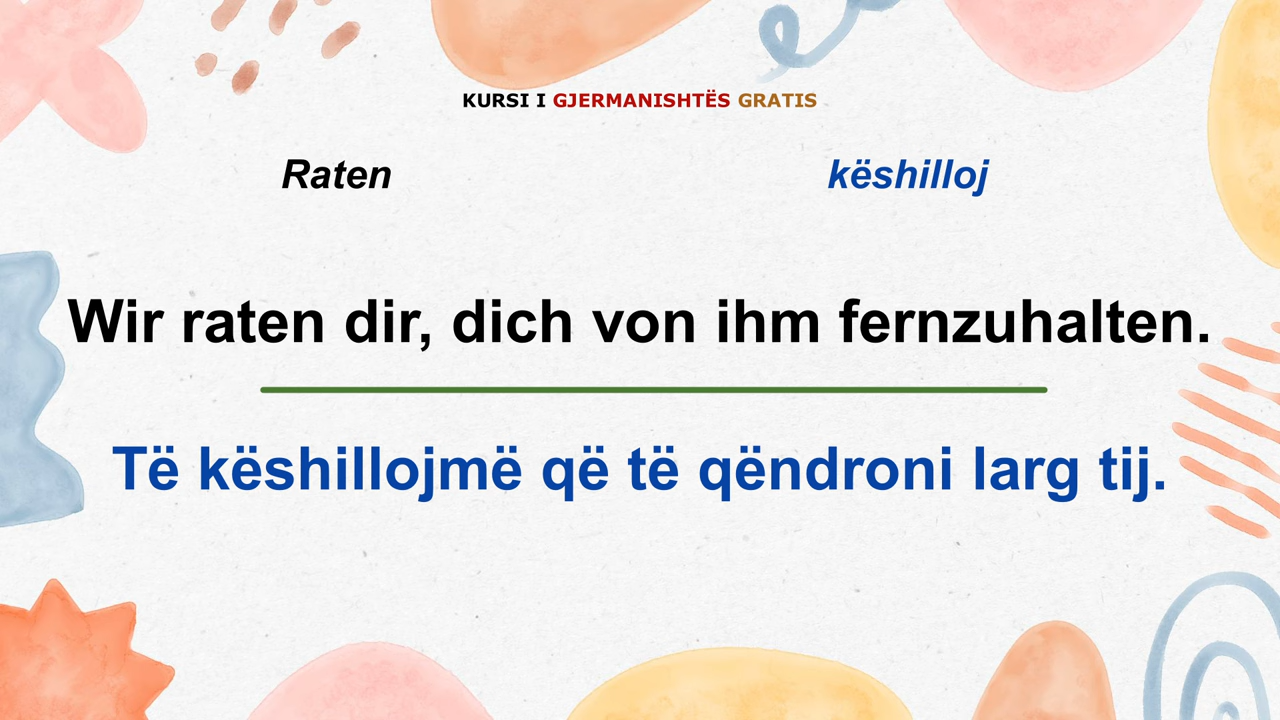 KURSI I GJERMANISHTËS GRATIS
Raten këshilloj
Wir raten dir, dich von ihm fernzuhalten.
Të këshillojmë që të qëndroni larg tij.